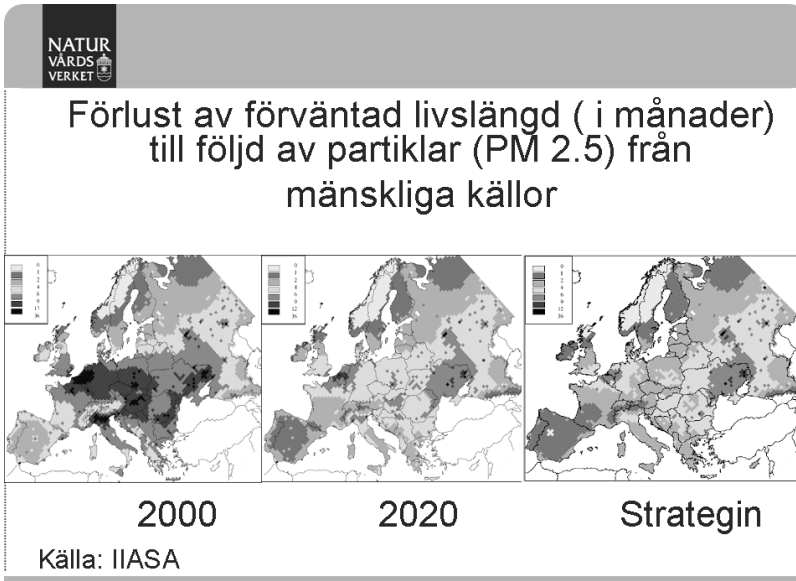 NATUR
VÅRDS
VERKET
Förlust av förväntad livslängd ( i månader)
till följd av partiklar (PM 2.5) från
mänskliga källor
2000
2020
Strategin
Källa: IIASA